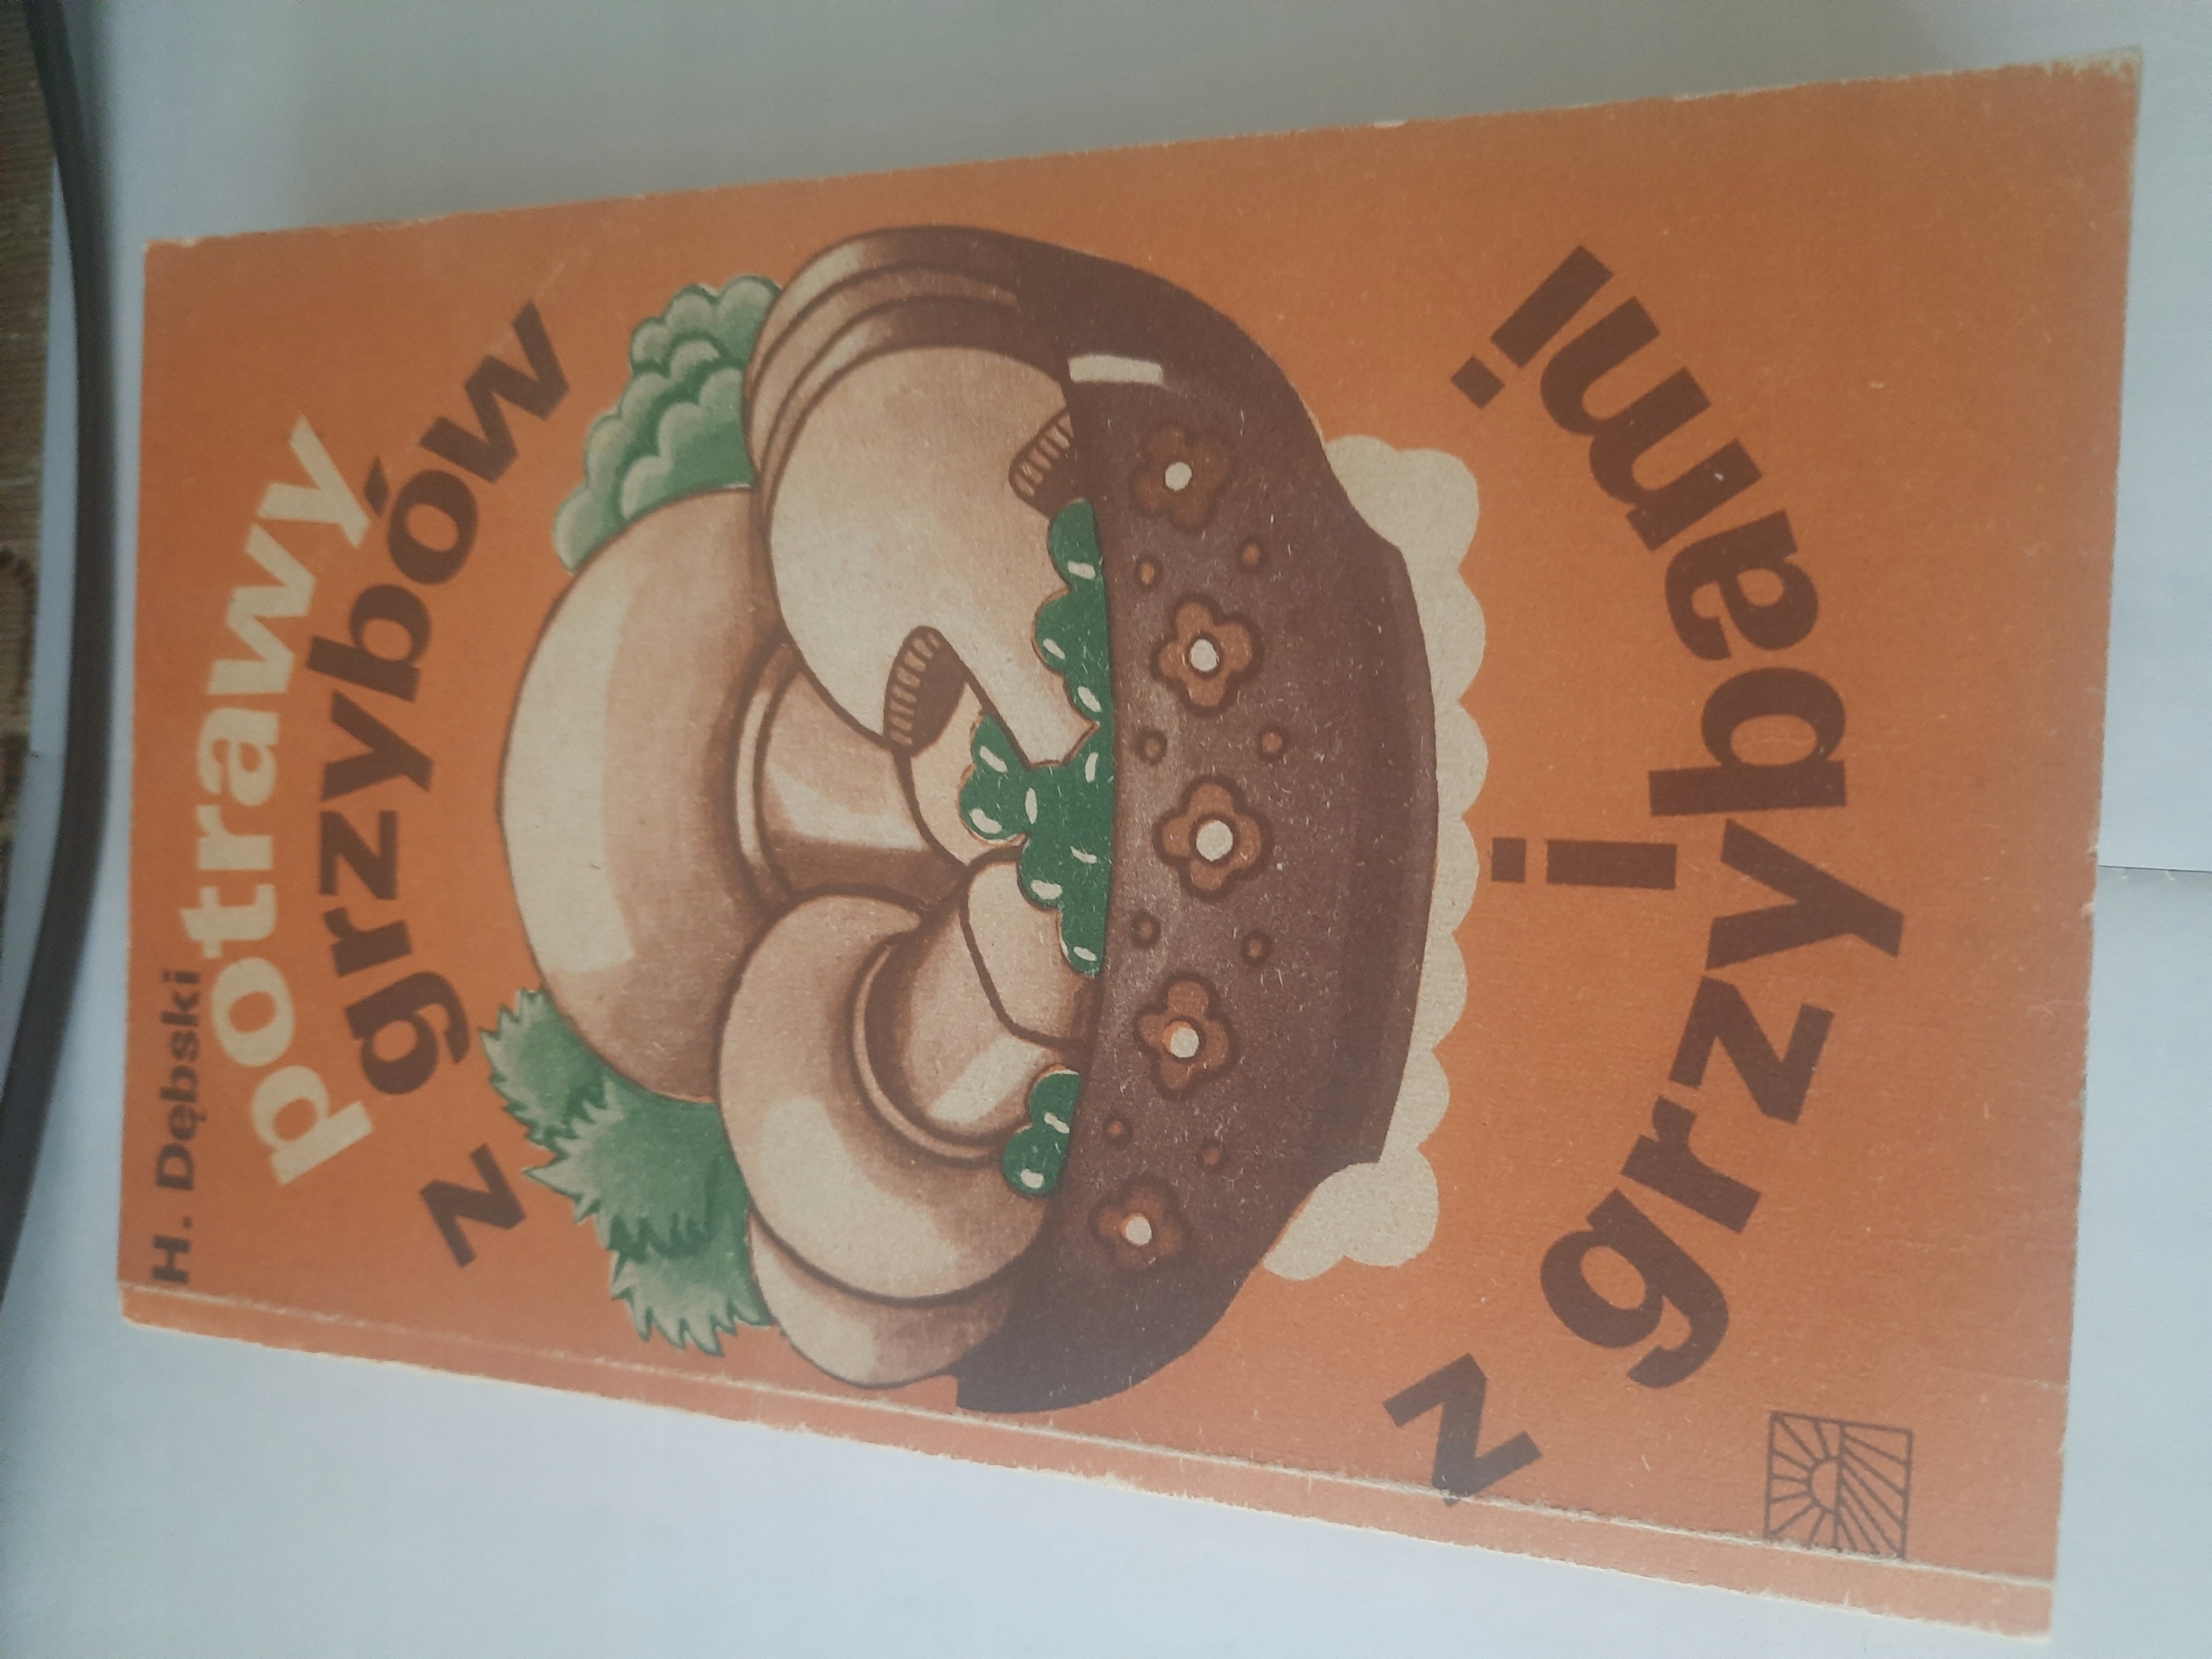 H. Dębski
potrawy
z grzybów
i
z grzybami